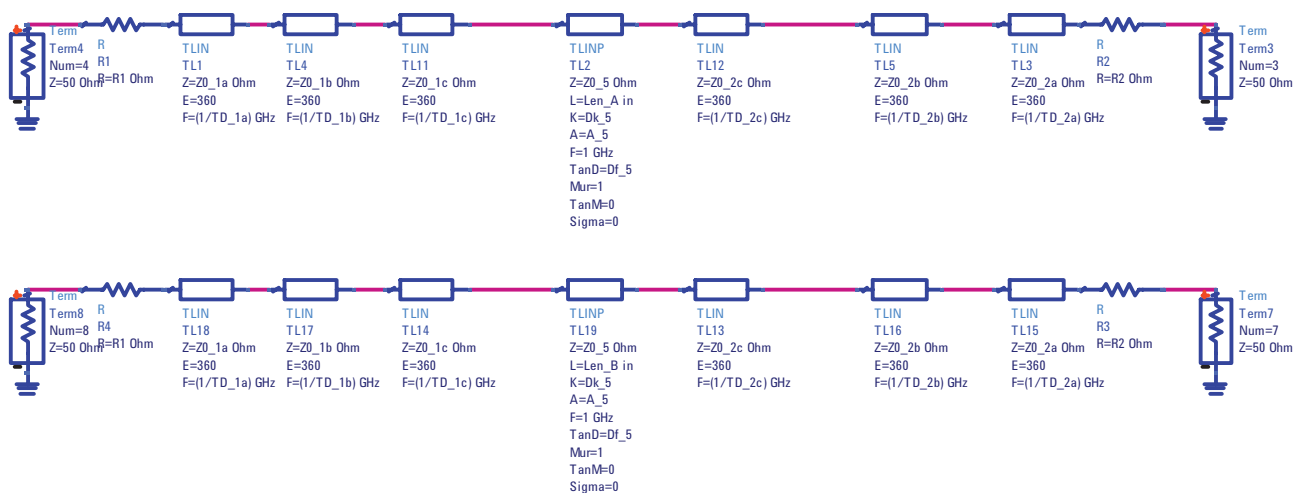 Term
Term4
Num=4
Z=50 Ohm
R
R1
R=R1 Ohm
TLIN
TL1
Z=Z0_1a Ohm
E=360
F=(1/TD_1a) GHz
TLIN
TL4
Z=Z0_1b Ohm
E=360
F=(1/TD_1b) GHz
TLIN
TL11
Z=Z0_1c Ohm
E=360
F=(1/TD_1c) GHz
TLINP
TL2
Z=Z0_5 Ohm
L=Len_A in
K=Dk_5
A=A_5
F=1 GHz
TanD=Df_5
Mur=1
TanM=0
Sigma=0
TLIN
TL12
Z=Z0_2c Ohm
E=360
F=(1/TD_2c) GHz
TLIN
TL5
Z=Z0_2b Ohm
E=360
F=(1/TD_2b) GHz
TLIN
TL3
Z=Z0_2a Ohm
E=360
F=(1/TD_2a) GHz
R
R2
R=R2 Ohm
Term
Term3
Num=3
Z=50 Ohm
Term
Term8
Num=8
Z=50 Ohm
R
R4
R=R1 Ohm
TLIN
TL18
Z=Z0_1a Ohm
E=360
F=(1/TD_1a) GHz
TLIN
TL17
Z=Z0_1b Ohm
E=360
F=(1/TD_1b) GHz
TLIN
TL14
Z=Z0_1c Ohm
E=360
F=(1/TD_1c) GHz
TLINP
TL19
Z=Z0_5 Ohm
L=Len_B in
K=Dk_5
A=A_5
F=1 GHz
TanD=Df_5
Mur=1
TanM=0
Sigma=0
TLIN
TL13
Z=Z0_2c Ohm
E=360
F=(1/TD_2c) GHz
TLIN
TL16
Z=Z0_2b Ohm
E=360
F=(1/TD_2b) GHz
TLIN
TL15
Z=Z0_2a Ohm
E=360
F=(1/TD_2a) GHz
R
R3
R=R2 Ohm
Term
Term7
Num=7
Z=50 Ohm